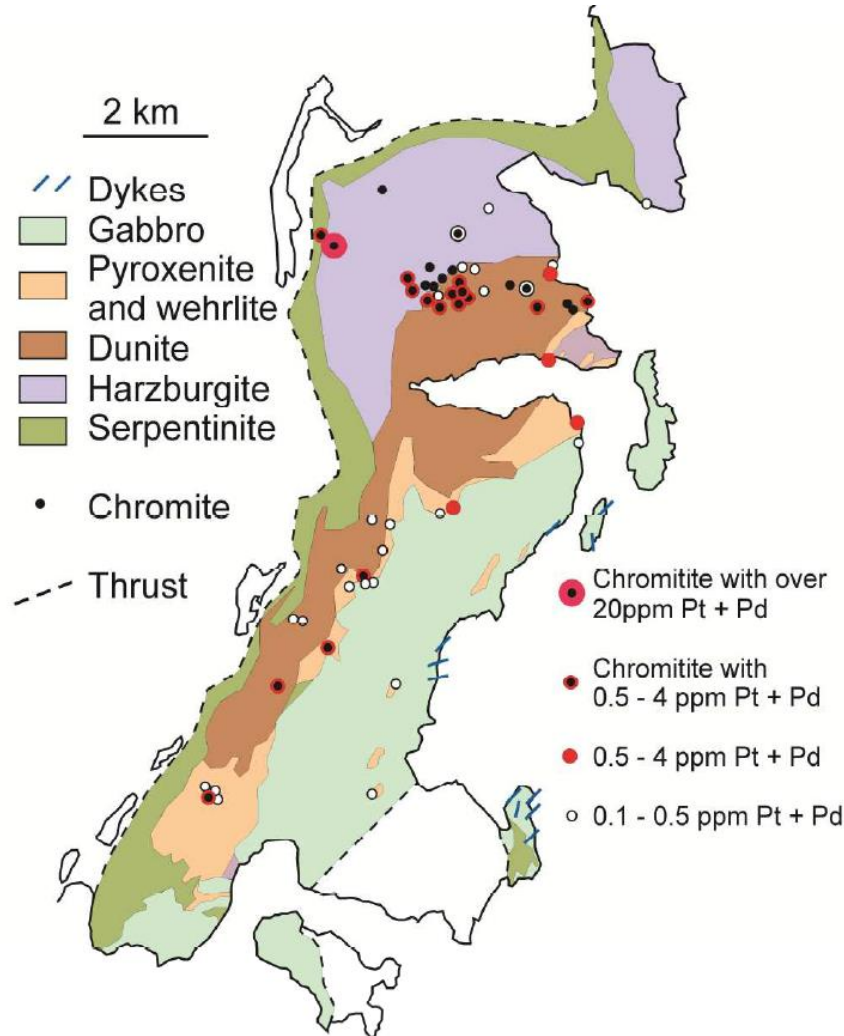 2 km
Dykes
Gabbro
Pyroxenite
and wehrlite
Dunite
Harzburgite
Serpentinite
Chromite
Thrust
Chromitite with over
20ppm Pt + Pd
Chromitite with
0.5 - 4 ppm Pt + Pd
0.5 - 4 ppm Pt + Pd
0.1 - 0.5 ppm Pt + Pd